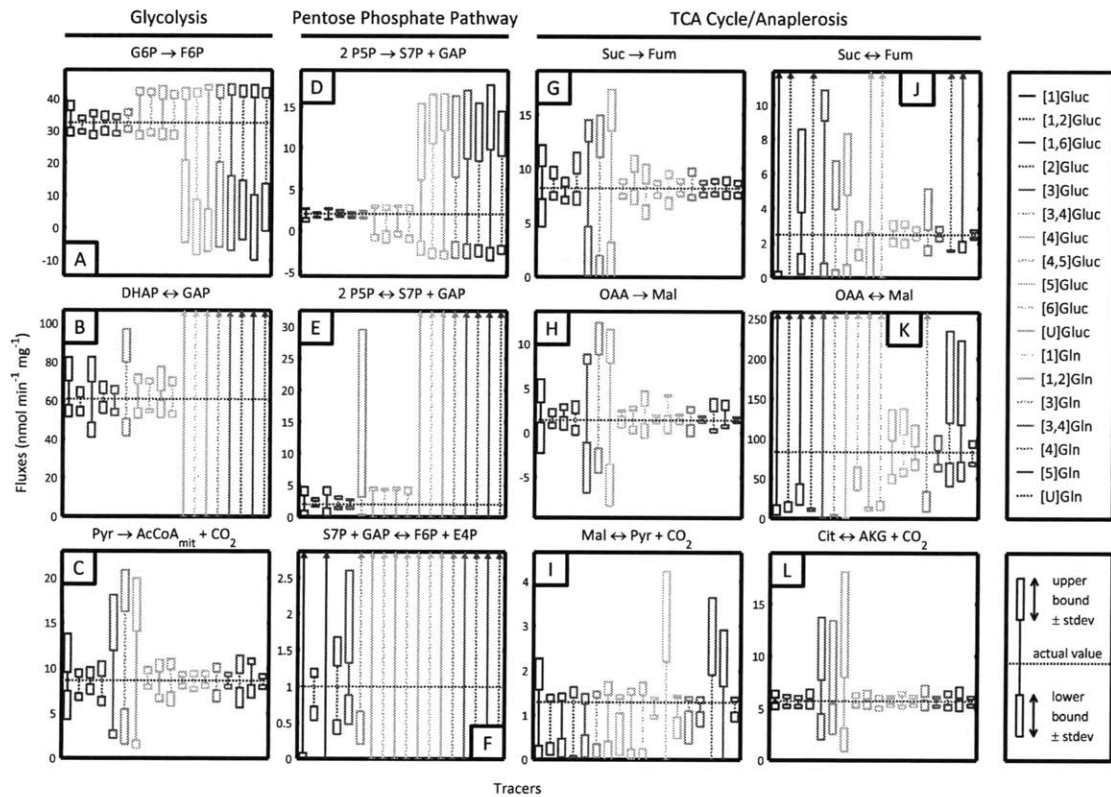 Glycolysis
Pentose Phosphate Pathway
TCA Cycle/Anaplerosis
G6P → F6P
2 P5P → S7P + GAP
Suc → Fum
Suc ↔ Fum
40
30
20
10
0
-10
A
15
10
5
0
-5
D
15
10
5
0
G
10
8
6
4
2
0
J
DHAP ↔ GAP
2 P5P ↔ S7P + GAP
OAA → Mal
OAA ↔ Mal
Fluxes (nmol min⁻¹ mg⁻¹)
100
80
60
40
20
0
B
30
25
20
15
10
5
0
E
10
5
0
-5
H
250
200
150
100
50
0
K
Pyr → AcCoA_mit + CO₂
S7P + GAP ↔ F6P + E4P
Mal ↔ Pyr + CO₂
Cit ↔ AKG + CO₂
20
15
10
5
0
C
2.5
2
1.5
1
0.5
0
F
4
3
2
1
0
I
15
10
5
0
L
Tracers
[1]Gluc
[1,2]Gluc
[1,6]Gluc
[2]Gluc
[3]Gluc
[3,4]Gluc
[4]Gluc
[4,5]Gluc
[5]Gluc
[6]Gluc
[U]Gluc
[1]Gln
[1,2]Gln
[3]Gln
[3,4]Gln
[4]Gln
[5]Gln
[U]Gln
upper
bound
± stdev
actual value
lower
bound
± stdev